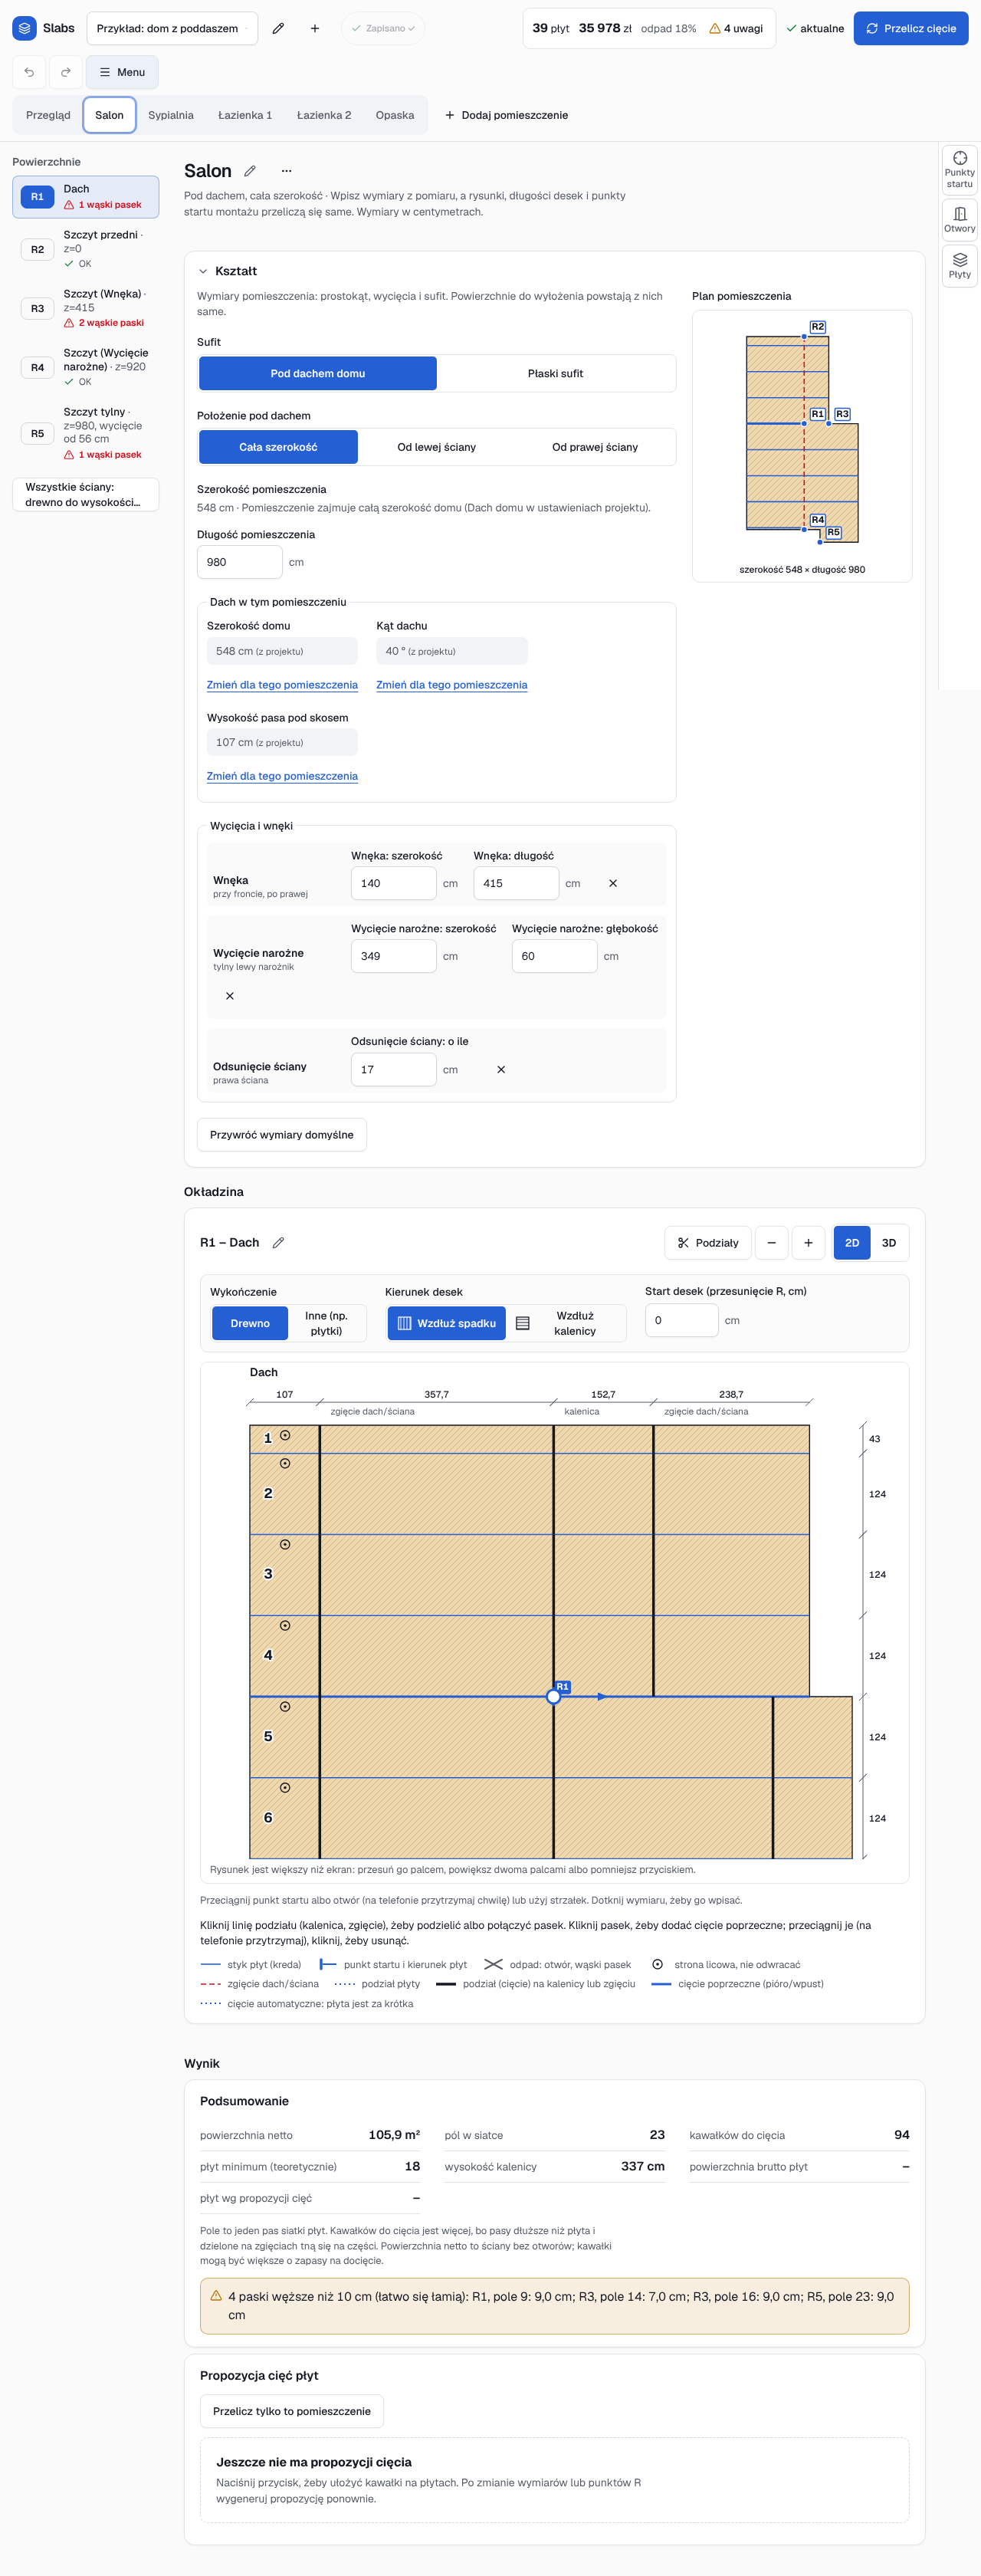 Slabs
Przykład: dom z poddaszem
Zapisano ✓
39 płyt 35 978 zł odpad 18% 4 uwagi
aktualne
Przelicz cięcie
Menu
Przegląd
Salon
Sypialnia
Łazienka 1
Łazienka 2
Opaska
Dodaj pomieszczenie
Powierzchnie
R1
Dach
1 wąski pasek
R2
Szczyt przedni ·
z=0
OK
R3
Szczyt (Wnęka) ·
z=415
2 wąskie paski
R4
Szczyt (Wycięcie
narożne) · z=920
OK
R5
Szczyt tylny ·
z=980, wycięcie
od 56 cm
1 wąski pasek
Wszystkie ściany:
drewno do wysokości...
Salon
Pod dachem, cała szerokość · Wpisz wymiary z pomiaru, a rysunki, długości desek i punkty
startu montażu przeliczą się same. Wymiary w centymetrach.
Punkty
startu
Otwory
Płyty
Kształt
Wymiary pomieszczenia: prostokąt, wycięcia i sufit. Powierzchnie do wyłożenia powstają z nich
same.
Sufit
Pod dachem domu
Płaski sufit
Położenie pod dachem
Cała szerokość
Od lewej ściany
Od prawej ściany
Szerokość pomieszczenia
548 cm · Pomieszczenie zajmuje całą szerokość domu (Dach domu w ustawieniach projektu).
Długość pomieszczenia
980 cm
Plan pomieszczenia
R2
R1
R3
R4
R5
szerokość 548 × długość 980
Dach w tym pomieszczeniu
Szerokość domu
Kąt dachu
548 cm (z projektu)
40 ° (z projektu)
Zmień dla tego pomieszczenia
Zmień dla tego pomieszczenia
Wysokość pasa pod skosem
107 cm (z projektu)
Zmień dla tego pomieszczenia
Wycięcia i wnęki
Wnęka: szerokość
Wnęka: długość
Wnęka
przy froncie, po prawej
140 cm
415 cm
Wycięcie narożne: szerokość
Wycięcie narożne: głębokość
Wycięcie narożne
tylny lewy narożnik
349 cm
60 cm
Odsunięcie ściany: o ile
Odsunięcie ściany
prawa ściana
17 cm
Przywróć wymiary domyślne
Okładzina
R1 – Dach
Podziały
2D
3D
Wykończenie
Drewno
Inne (np.
płytki)
Kierunek desek
Wzdłuż spadku
Wzdłuż
kalenicy
Start desek (przesunięcie R, cm)
0 cm
Dach
107
357,7
152,7
238,7
zgięcie dach/ściana
kalenica
zgięcie dach/ściana
1
43
2
124
3
124
4
124
R1
5
124
6
124
Rysunek jest większy niż ekran: przesuń go palcem, powiększ dwoma palcami albo pomniejsz przyciskiem.
Przeciągnij punkt startu albo otwór (na telefonie przytrzymaj chwilę) lub użyj strzałek. Dotknij wymiaru, żeby go wpisać.
Kliknij linię podziału (kalenica, zgięcie), żeby podzielić albo połączyć pasek. Kliknij pasek, żeby dodać cięcie poprzeczne; przeciągnij je (na
telefonie przytrzymaj), kliknij, żeby usunąć.
styk płyt (kreda)
punkt startu i kierunek płyt
odpad: otwór, wąski pasek
strona licowa, nie odwracać
zgięcie dach/ściana
podział płyty
podział (cięcie) na kalenicy lub zgięciu
cięcie poprzeczne (pióro/wpust)
cięcie automatyczne: płyta jest za krótka
Wynik
Podsumowanie
powierzchnia netto 105,9 m²
pól w siatce 23
kawałków do cięcia 94
płyt minimum (teoretycznie) 18
wysokość kalenicy 337 cm
powierzchnia brutto płyt –
płyt wg propozycji cięć –
Pole to jeden pas siatki płyt. Kawałków do cięcia jest więcej, bo pasy dłuższe niż płyta i
dzielone na zgięciach tną się na części. Powierzchnia netto to ściany bez otworów; kawałki
mogą być większe o zapasy na docięcie.
4 paski węższe niż 10 cm (łatwo się łamią): R1, pole 9: 9,0 cm; R3, pole 14: 7,0 cm; R3, pole 16: 9,0 cm; R5, pole 23: 9,0
cm
Propozycja cięć płyt
Przelicz tylko to pomieszczenie
Jeszcze nie ma propozycji cięcia
Naciśnij przycisk, żeby ułożyć kawałki na płytach. Po zmianie wymiarów lub punktów R
wygeneruj propozycję ponownie.